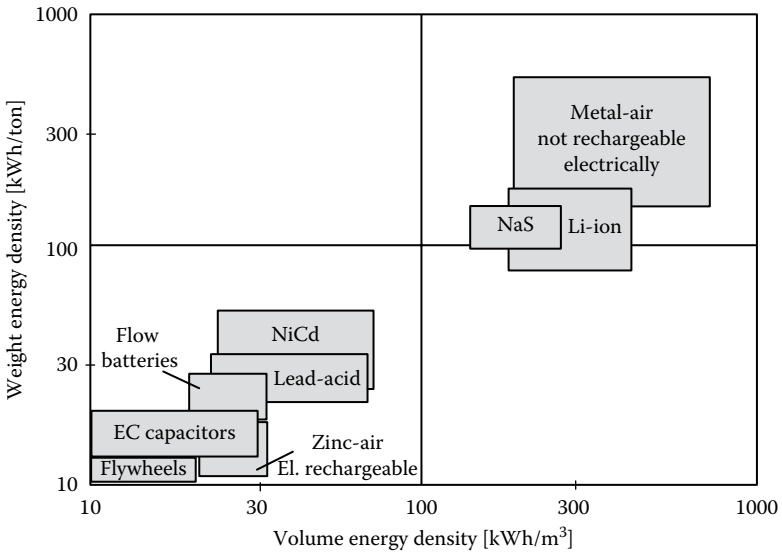 1000
Weight energy density [kWh/ton]
300
100
30
10
Metal-air
not rechargeable
electrically
NaS
Li-ion
Flow
batteries
NiCd
Lead-acid
EC capacitors
Zinc-air
El. rechargeable
Flywheels
10
30
100
300
1000
Volume energy density [kWh/m³]